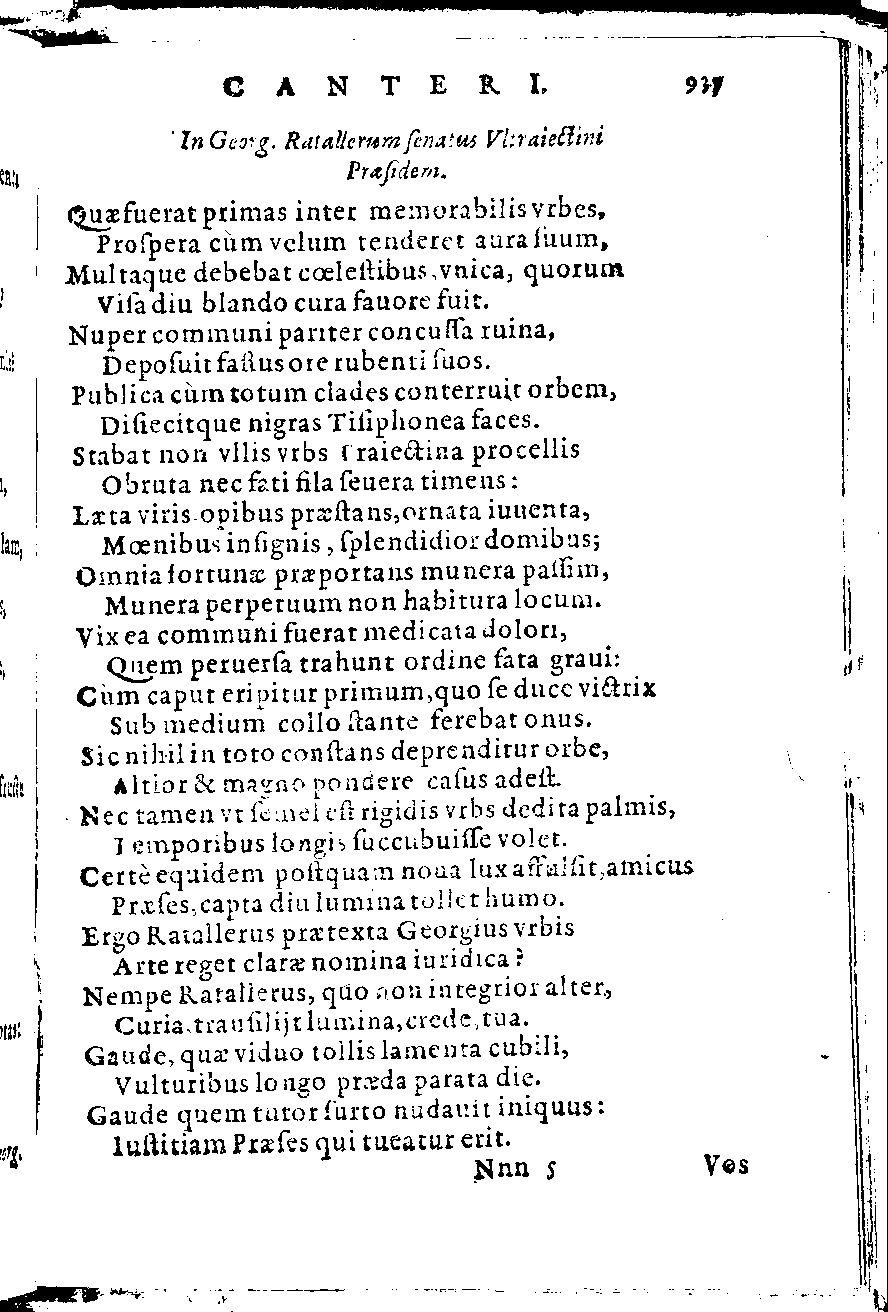 CANTERI. 937
In Georg. Ratallerum ſenatus Vltraiectini
Præſidem.
Quæ fuerat primas inter memorabilis vrbes,
Proſpera cùm velum tenderet aura ſuum,
Multaque debebat cœleſtibus, vnica, quorum
Viſa diu blando cura fauore fuit.
Nuper communi pariter concuſſa ruina,
Depoſuit faſtus ore rubenti ſuos.
Publica cùm totum clades conterruit orbem,
Diſiecitque nigras Tiſiphonea faces.
Stabat non vllis vrbs Traiectina procellis
Obruta nec fati fila ſeuera timens:
Læta viris opibus præſtans, ornata iuuenta,
Mœnibus inſignis, ſplendidior domibus;
Omnia fortunæ præportans munera paſſim,
Munera perpetuum non habitura locum.
Vix ea communi fuerat medicata dolori,
Quem peruerſa trahunt ordine fata graui:
Cùm caput eripitur primum, quo ſe duce victrix
Sub medium collo ſtante ferebat onus.
Sic nihil in toto conſtans deprenditur orbe,
Altior & magno pondere caſus adeſt.
Nec tamen vt ſemel eſt rigidis vrbs dedita palmis,
Temporibus longis ſuccubuiſſe volet.
Certè equidem poſtquam noua lux affulſit, amicus
Præſes, capta diu lumina tollet humo.
Ergo Ratallerus prætexta Georgius vrbis
Arte reget claræ nomina iuridica?
Nempe Ratallerus, quo non integrior alter,
Curia, tranſilijt lumina, crede, tua.
Gaude, quæ viduo tollis lamenta cubili,
Vulturibus longo præda parata die.
Gaude quem tutor furto nudauit iniquus:
Iuſtitiam Præſes qui tueatur erit.
Nnn 5 Vos